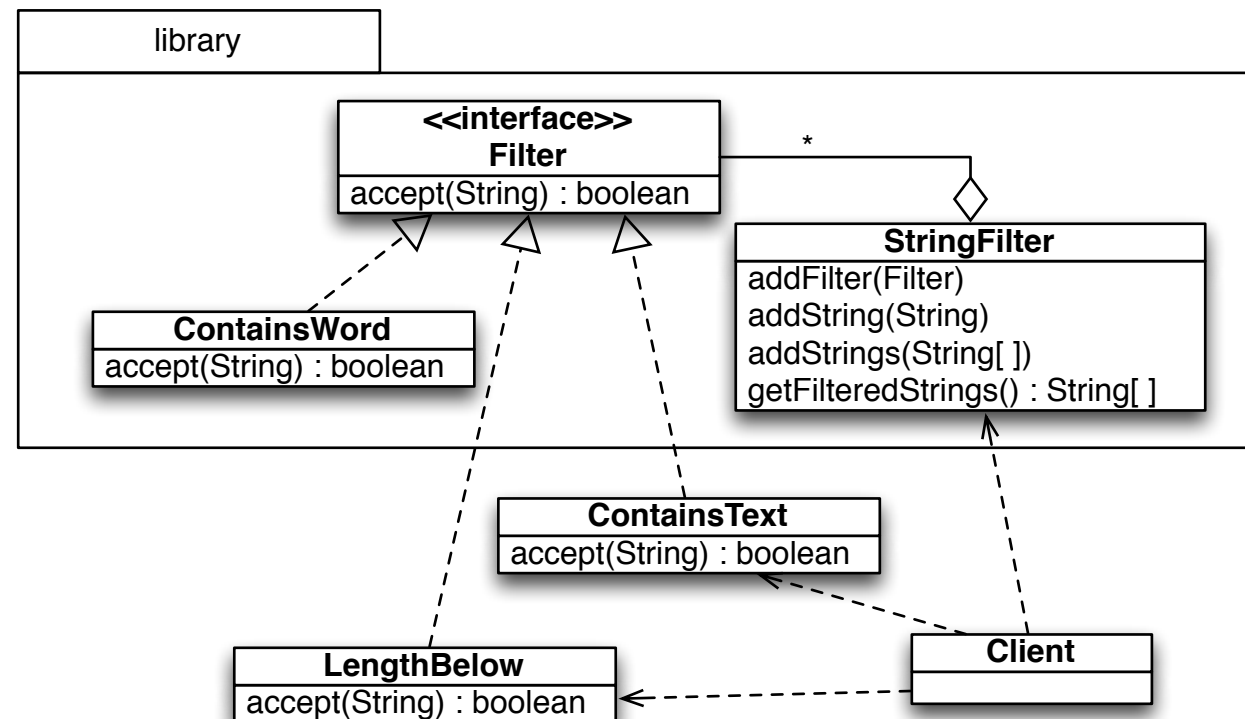 library
<<interface>>
Filter
accept(String) : boolean
*
StringFilter
addFilter(Filter)
addString(String)
addStrings(String[ ])
getFilteredStrings() : String[ ]
ContainsWord
accept(String) : boolean
ContainsText
accept(String) : boolean
Client
LengthBelow
accept(String) : boolean